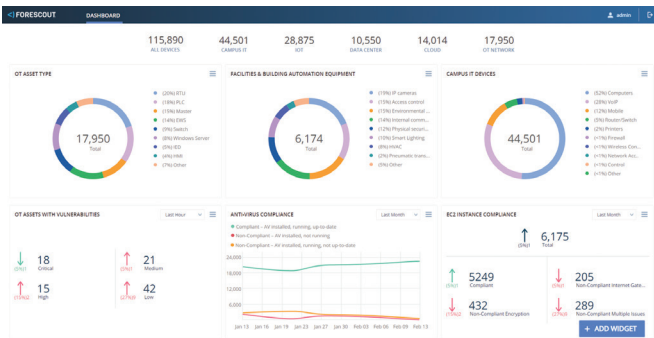 <) FORESCOUT DASHBOARD admin
115,890 44,501 28,875 10,550 14,014 17,950
ALL DEVICES CAMPUS IT IOT DATA CENTER CLOUD OT NETWORK
OT ASSET TYPE
17,950
Total
(20%) RTU
(18%) PLC
(15%) Master
(14%) EWS
(9%) Switch
(8%) Windows Server
(5%) IED
(4%) HMI
(7%) Other
FACILITIES & BUILDING AUTOMATION EQUIPMENT
6,174
Total
(19%) IP cameras
(15%) Access control
(15%) Environmental ...
(14%) Internal comm...
(12%) Physical securi...
(10%) Smart Lighting
(8%) HVAC
(2%) Pneumatic trans...
(5%) Other
CAMPUS IT DEVICES
44,501
Total
(52%) Computers
(28%) VoIP
(12%) Mobile
(5%) Router/Switch
(2%) Printers
(<1%) Firewall
(<1%) Wireless Con...
(<1%) Network Acc...
(<1%) Control
(<1%) Other
OT ASSETS WITH VULNERABILITIES Last Hour
18
Critical
21
Medium
15
High
42
Low
ANTI-VIRUS COMPLIANCE Last Month
Compliant – AV installed, running, up-to-date
Non-Compliant – AV installed, not running
Non-Compliant – AV installed, running, not up-to-date
24,000
18,000
12,000
6,000
Jan 13 Jan 16 Jan 19 Jan 23 Jan 27 Jan 30 Feb 03 Feb 06 Feb 09 Feb 13
EC2 INSTANCE COMPLIANCE Last Month
6,175
Total
5249
Compliant
205
Non-Compliant Internet Gate...
432
Non-Compliant Encryption
289
Non-Compliant Multiple Issues
+ ADD WIDGET